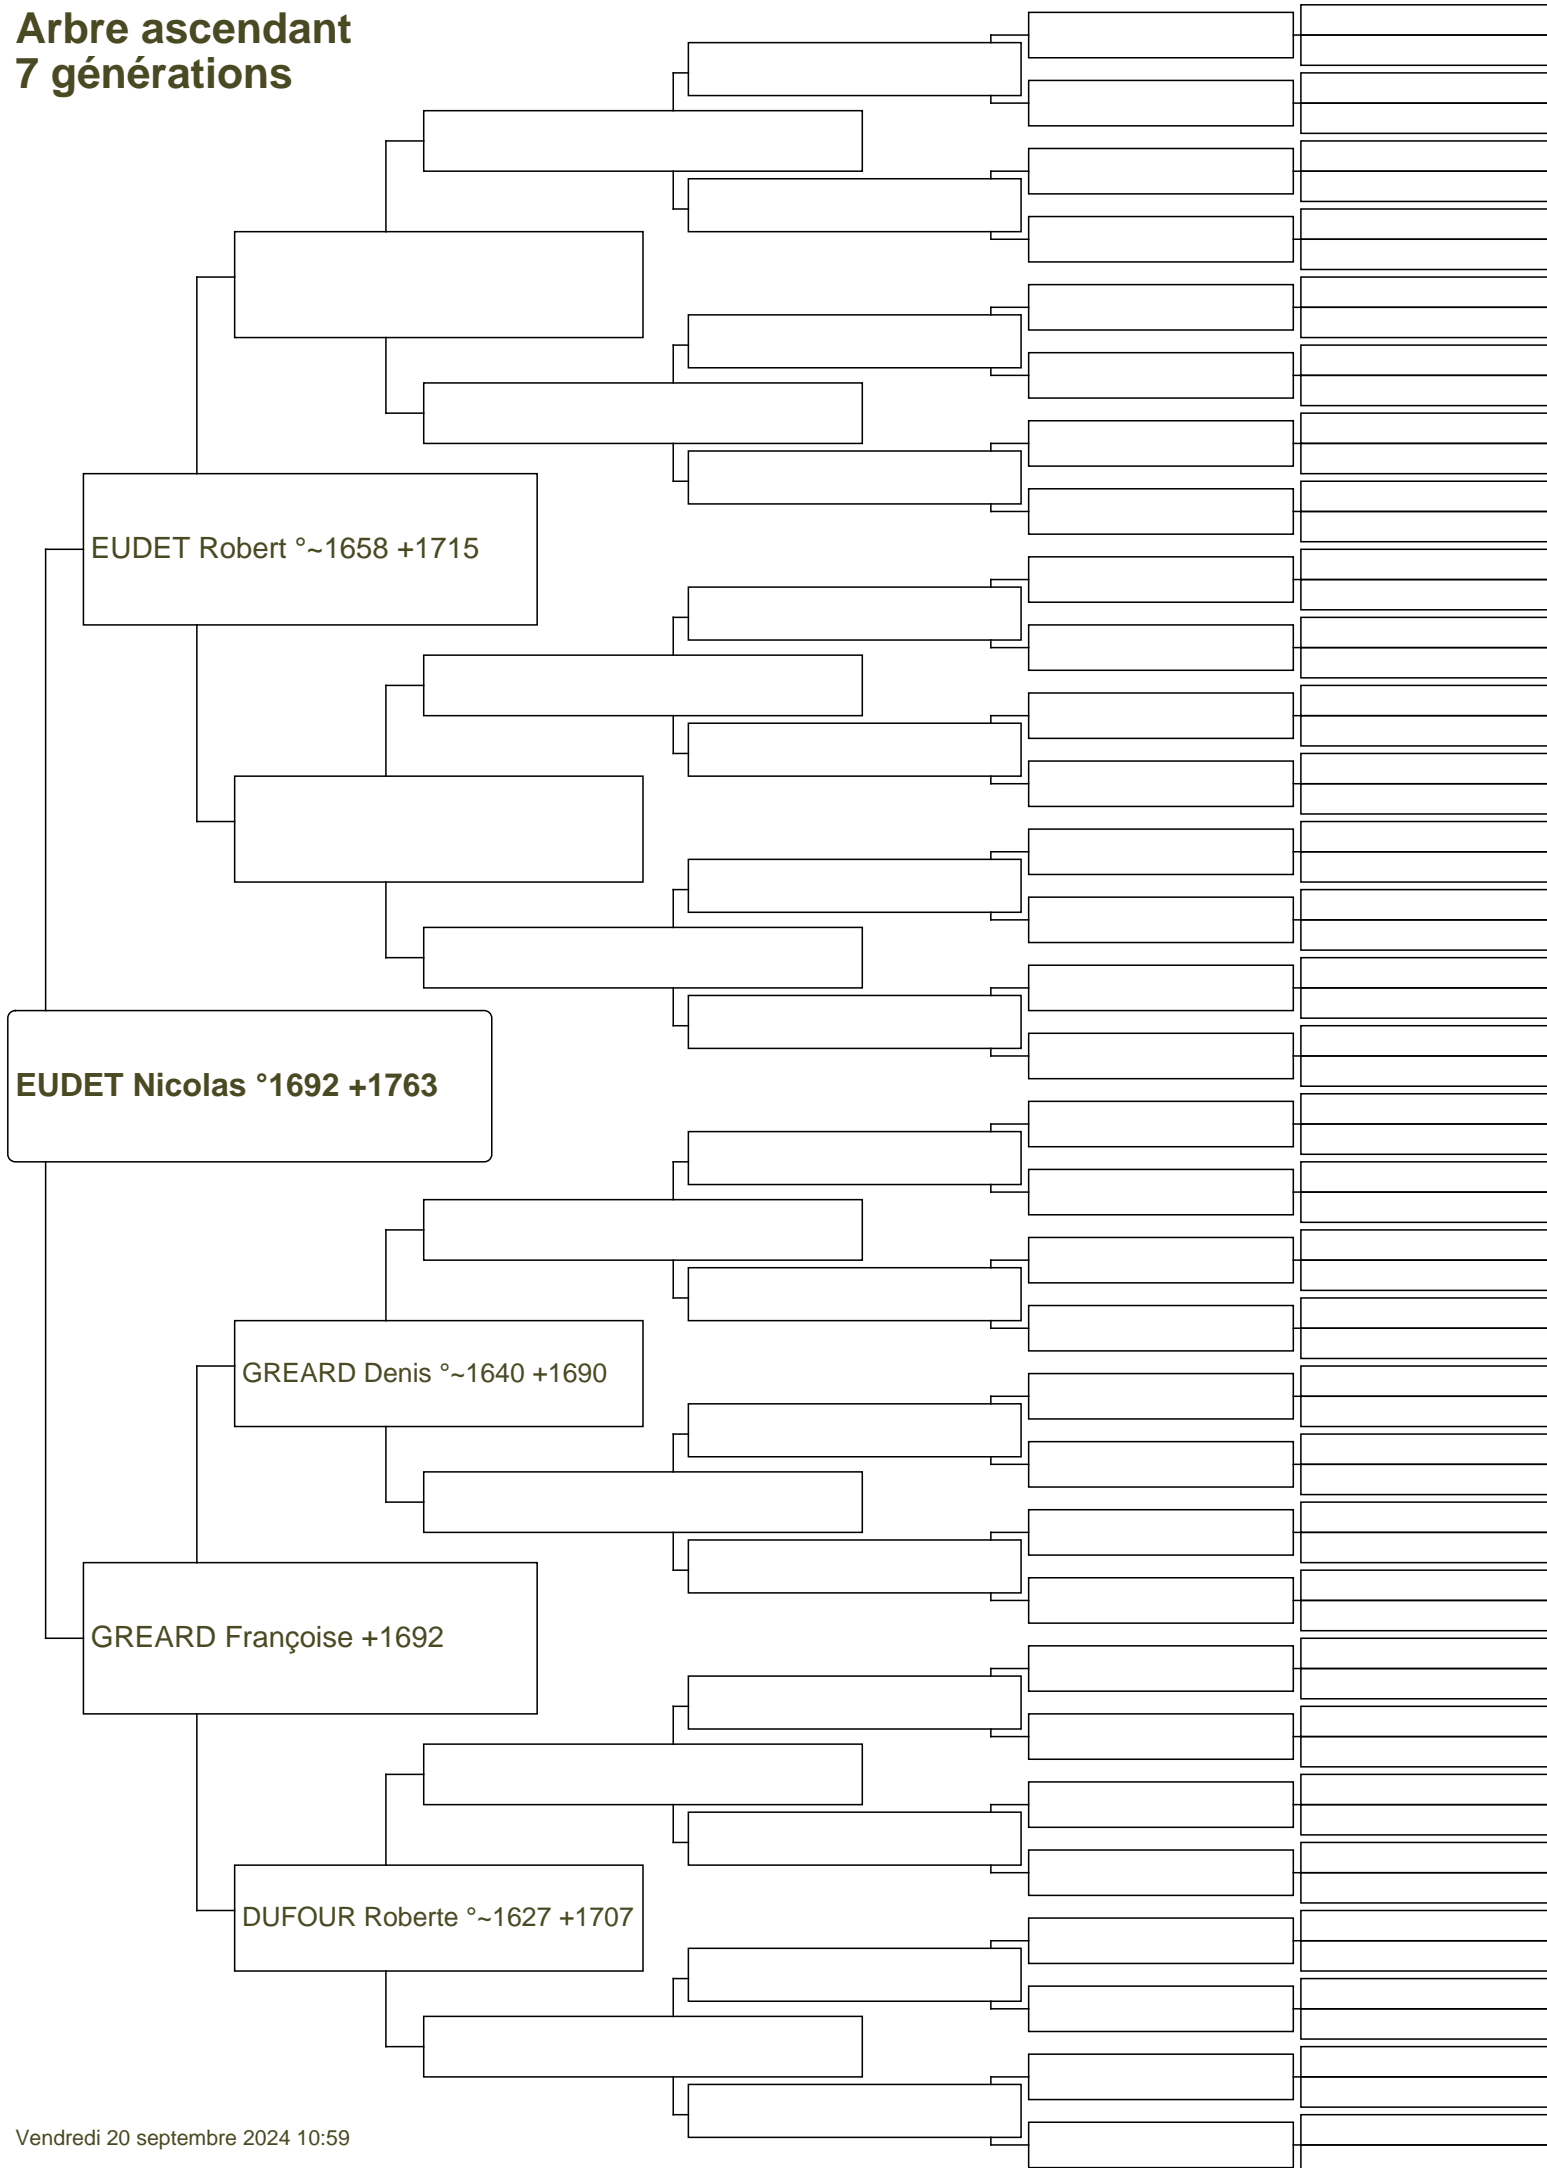 Arbre ascendant
7 générations
EUDET Robert °~1658 +1715
EUDET Nicolas °1692 +1763
GREARD Denis °~1640 +1690
GREARD Françoise +1692
DUFOUR Roberte °~1627 +1707
Vendredi 20 septembre 2024 10:59